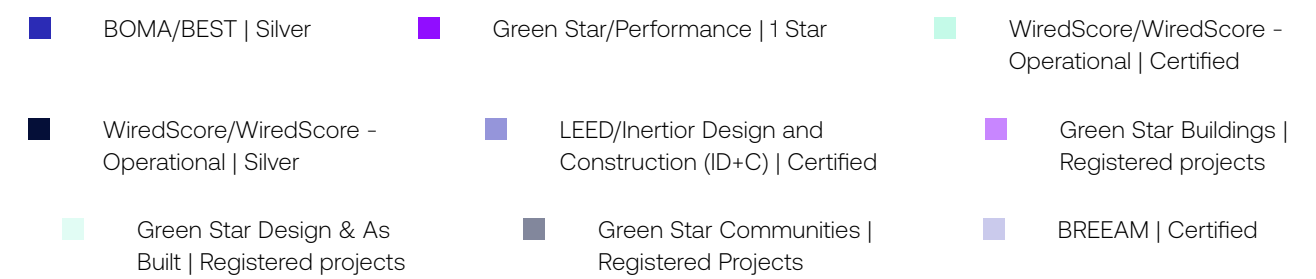 BOMA/BEST | Silver
Green Star/Performance | 1 Star
WiredScore/WiredScore -
Operational | Certified
WiredScore/WiredScore -
Operational | Silver
LEED/Inertior Design and
Construction (ID+C) | Certified
Green Star Buildings |
Registered projects
Green Star Design & As
Built | Registered projects
Green Star Communities |
Registered Projects
BREEAM | Certified